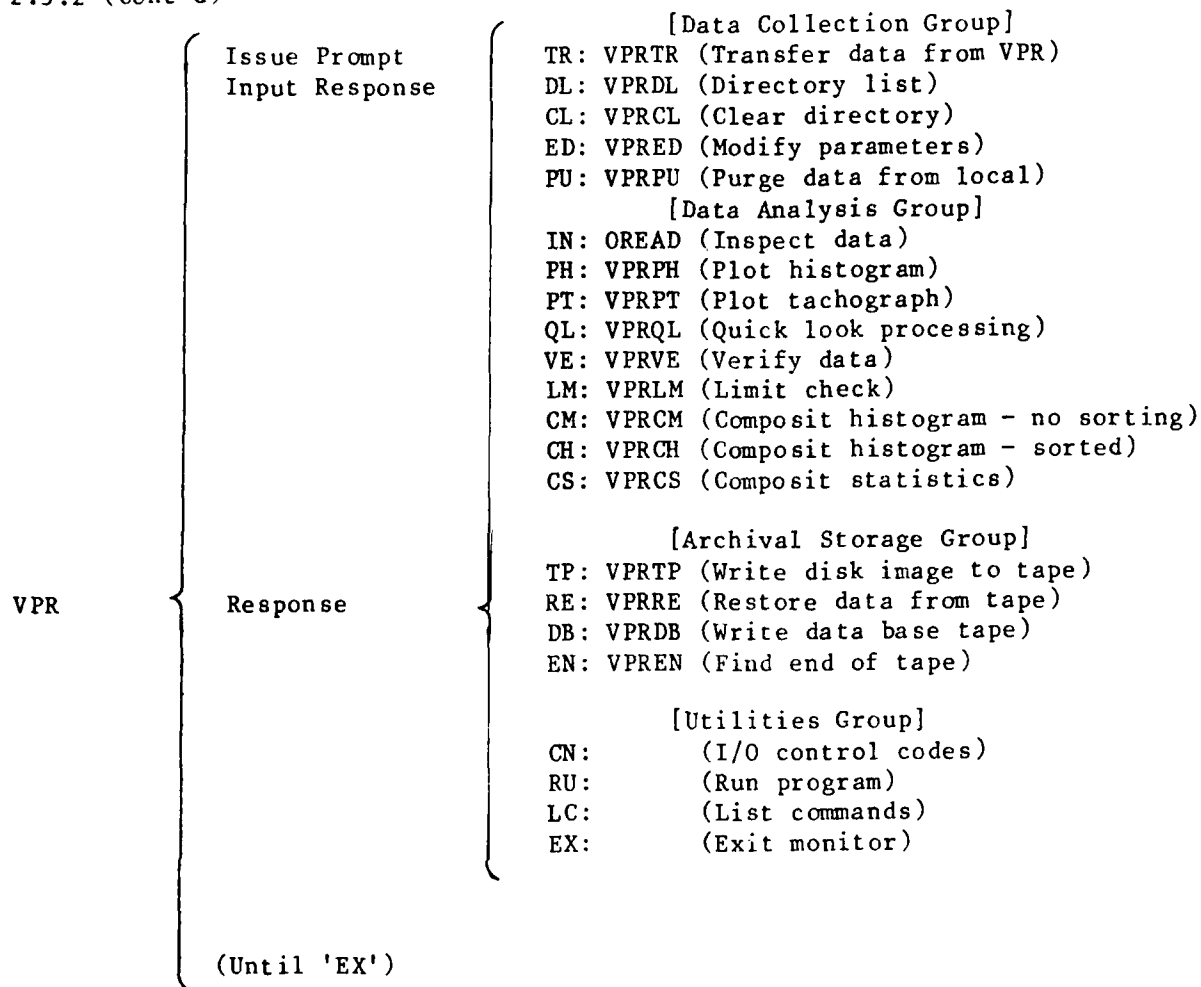 2.3.2 (Cont'd)
[Data Collection Group]
Issue Prompt TR: VPRTR (Transfer data from VPR)
Input Response DL: VPRDL (Directory list)
CL: VPRCL (Clear directory)
ED: VPRED (Modify parameters)
PU: VPRPU (Purge data from local)
[Data Analysis Group]
IN: OREAD (Inspect data)
PH: VPRPH (Plot histogram)
PT: VPRPT (Plot tachograph)
QL: VPRQL (Quick look processing)
VE: VPRVE (Verify data)
LM: VPRLM (Limit check)
CM: VPRCM (Composit histogram - no sorting)
CH: VPRCH (Composit histogram - sorted)
CS: VPRCS (Composit statistics)
[Archival Storage Group]
TP: VPRTP (Write disk image to tape)
VPR Response RE: VPRRE (Restore data from tape)
DB: VPRDB (Write data base tape)
EN: VPREN (Find end of tape)
[Utilities Group]
CN: (I/O control codes)
RU: (Run program)
LC: (List commands)
EX: (Exit monitor)
(Until 'EX')